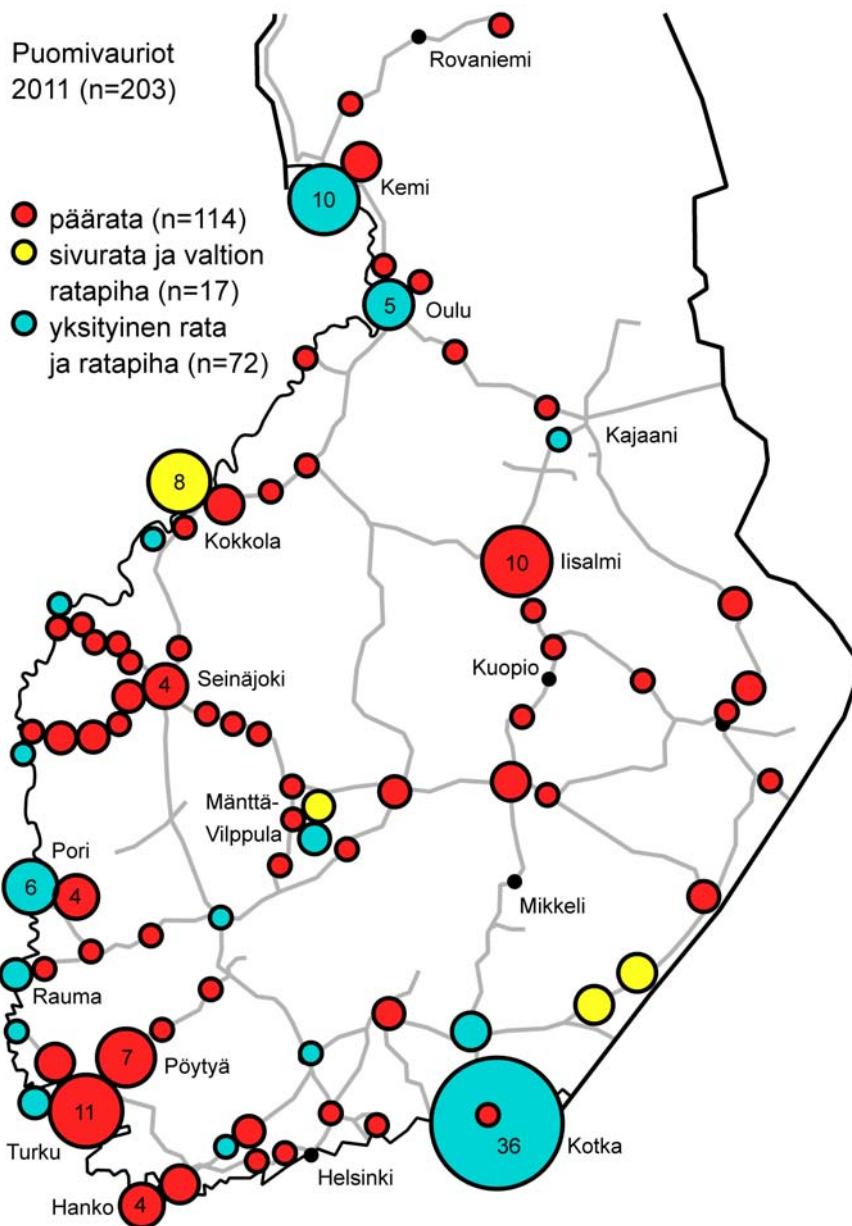 Puomivauriot
2011 (n=203)
päärata (n=114)
sivurata ja valtion
ratapiha (n=17)
yksityinen rata
ja ratapiha (n=72)
Rovaniemi
10
Kemi
5
Oulu
Kajaani
8
Kokkola
10
Iisalmi
4
Seinäjoki
Kuopio
Mänttä-
Vilppula
Pori
6
4
Mikkeli
Rauma
7
Pöytyä
11
Turku
36
Kotka
Helsinki
Hanko
4